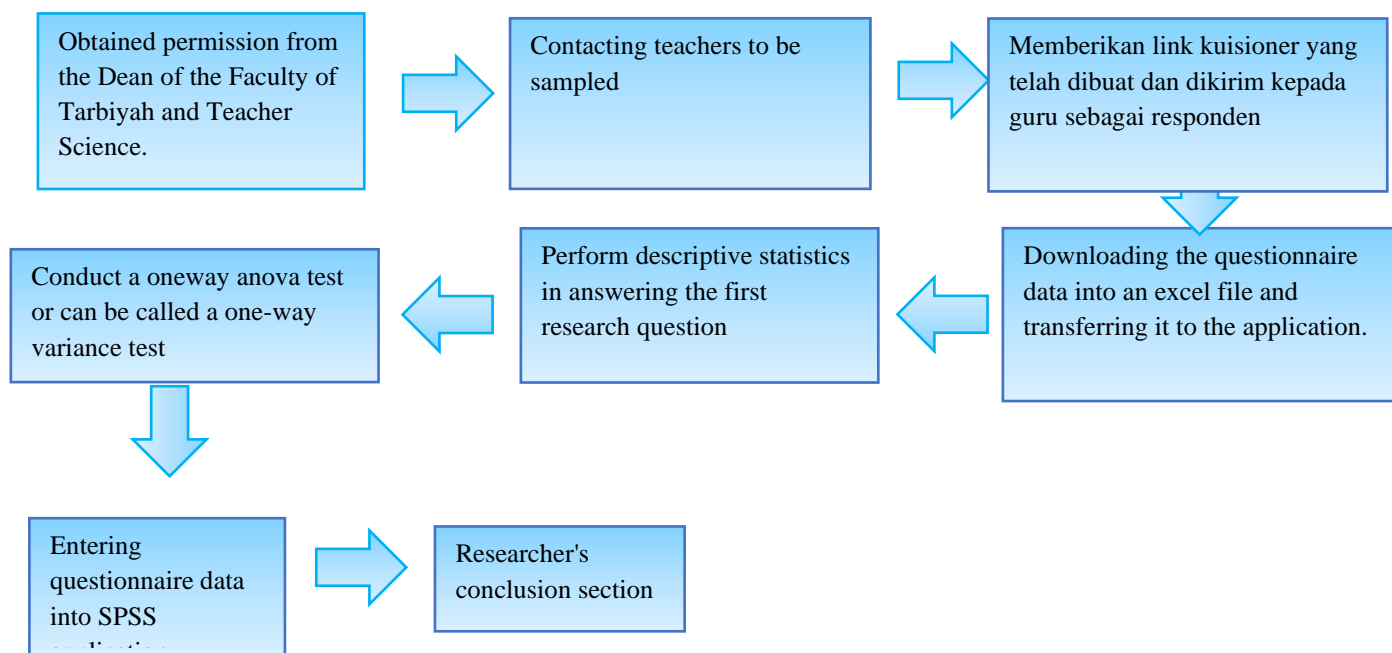 Obtained permission from
the Dean of the Faculty of
Tarbiyah and Teacher
Science.
Contacting teachers to be
sampled
Memberikan link kuisioner yang
telah dibuat dan dikirim kepada
guru sebagai responden
Downloading the questionnaire
data into an excel file and
transferring it to the application.
Perform descriptive statistics
in answering the first
research question
Conduct a oneway anova test
or can be called a one-way
variance test
Entering
questionnaire data
into SPSS
Researcher's
conclusion section